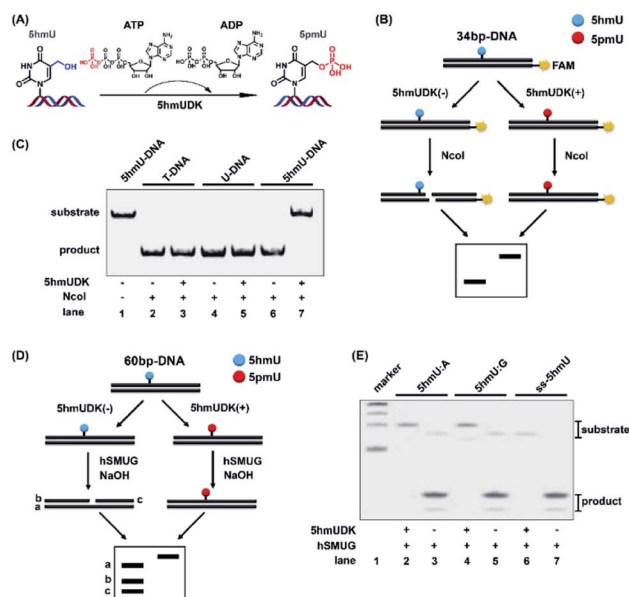 (A)
5hmU
ATP
ADP
5pmU
5hmUDK
(B)
5hmU
5pmU
34bp-DNA
FAM
5hmUDK(-)
5hmUDK(+)
NcoI
NcoI
(C)
5hmU-DNA
T-DNA
U-DNA
5hmU-DNA
substrate
product
5hmUDK - - + - + - +
NcoI - + + + + + +
lane 1 2 3 4 5 6 7
(D)
5hmU
5pmU
60bp-DNA
5hmUDK(-)
5hmUDK(+)
hSMUG
NaOH
hSMUG
NaOH
b
c
a
a
b
c
(E)
marker
5hmU:A
5hmU:G
ss-5hmU
substrate
product
5hmUDK + - + - + -
hSMUG + + + + + +
lane 1 2 3 4 5 6 7